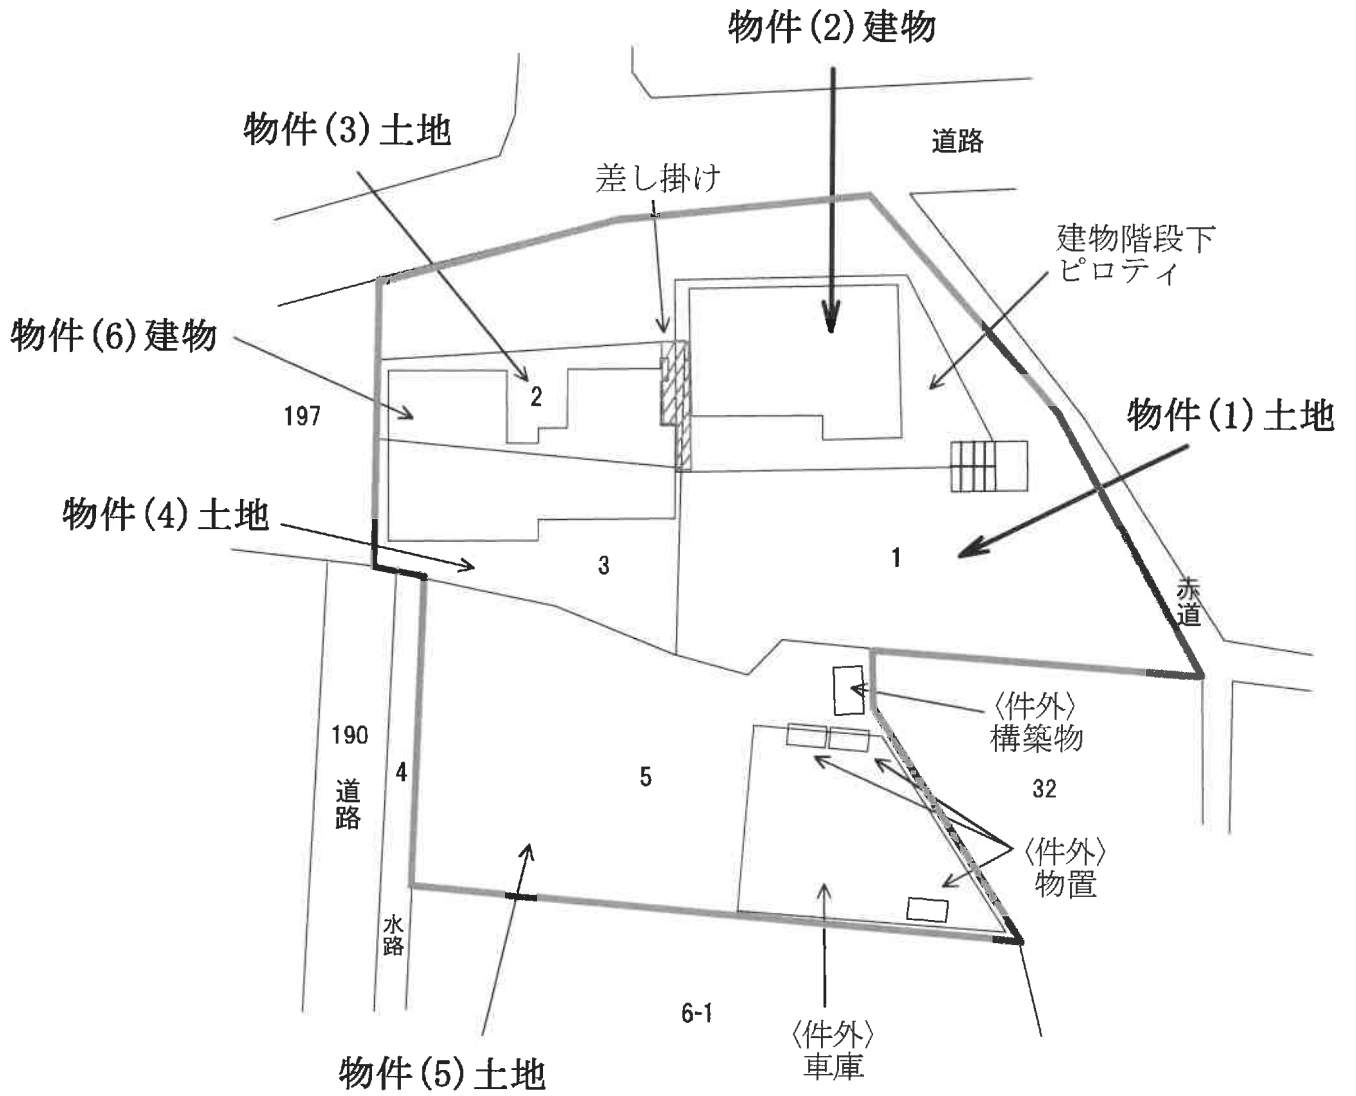 物件(2)建物
物件(3)土地
道路
差し掛け
建物階段下
ピロティ
物件(6)建物
2
197
物件(1)土地
物件(4)土地
3
1
赤道
〈件外〉
構築物
190
道路
4
5
32
〈件外〉
物置
水路
6-1
〈件外〉
車庫
物件(5)土地